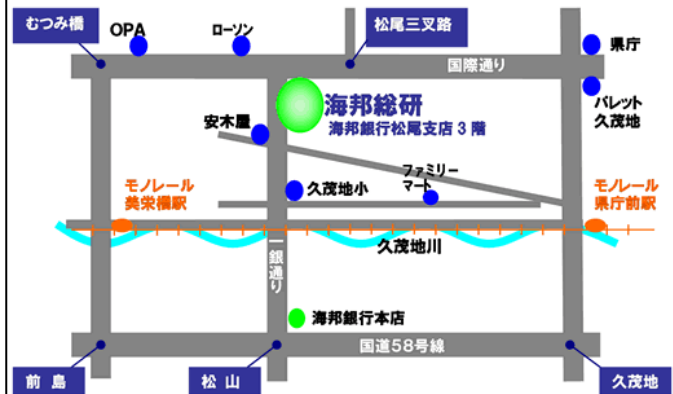 むつみ橋
OPA
ローソン
松尾三叉路
県庁
国際通り
パレット
久茂地
海邦総研
海邦銀行松尾支店3階
安木屋
ファミリー
マート
モノレール
美栄橋駅
久茂地小
モノレール
県庁前駅
久茂地川
一銀通り
海邦銀行本店
国道58号線
前島
松山
久茂地